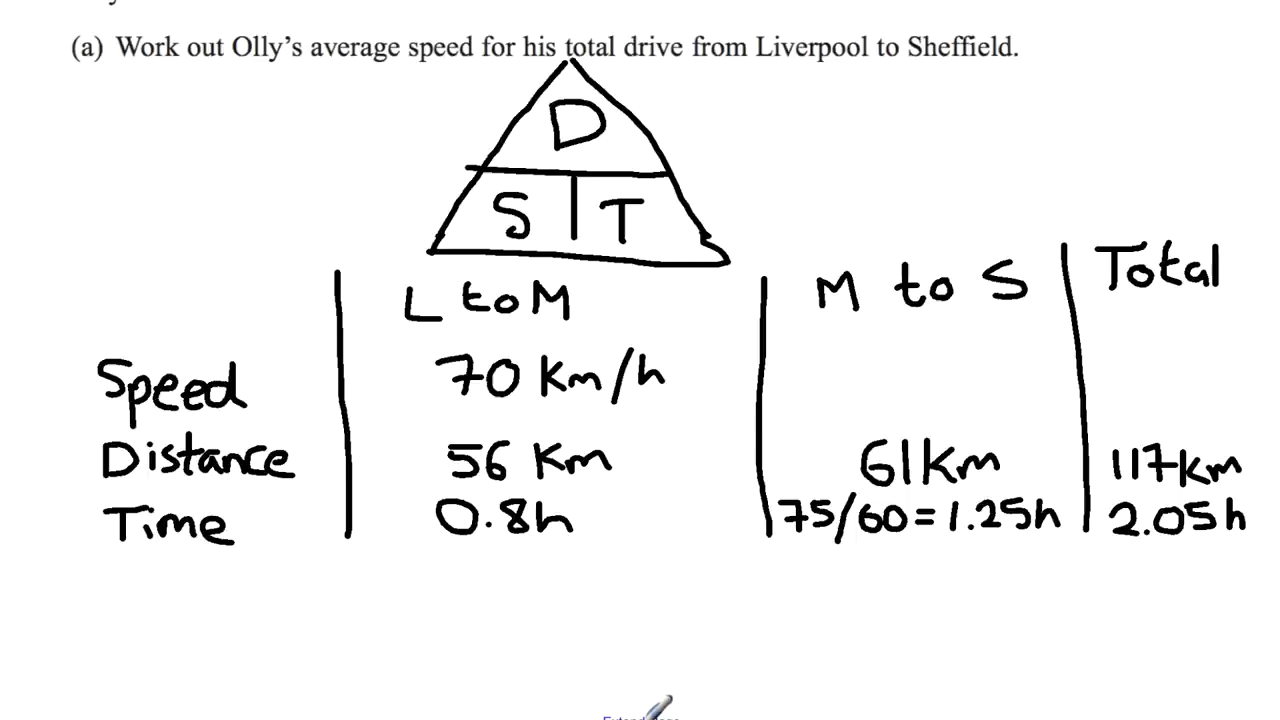 (a) Work out Olly's average speed for his total drive from Liverpool to Sheffield.
D
S T
L to M M to S Total
Speed 70 Km/h
Distance 56 Km 61Km 117Km
Time 0.8h 75/60=1.25h 2.05h